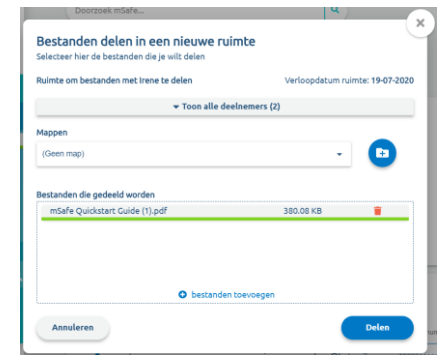 Doorzoek mSafe...
Bestanden delen in een nieuwe ruimte
Selecteer hier de bestanden die je wilt delen
Ruimte om bestanden met Irene te delen Verloopdatum ruimte: 19-07-2020
Toon alle deelnemers (2)
Mappen
(Geen map)
Bestanden die gedeeld worden
mSafe Quickstart Guide (1).pdf 380.08 KB
bestanden toevoegen
Annuleren Delen